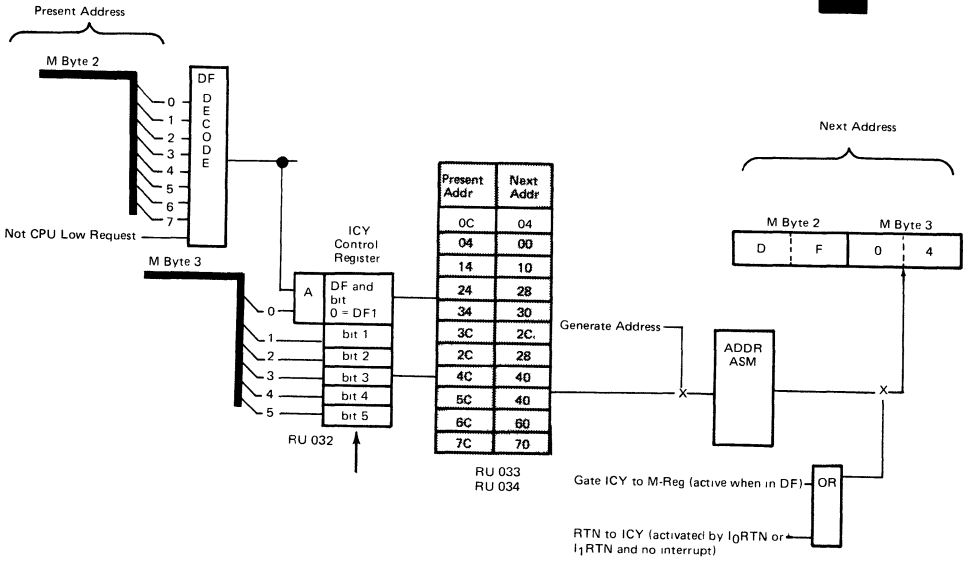 Present Address
M Byte 2
DF
DECODE
0
1
2
3
4
5
6
7
Not CPU Low Request
M Byte 3
0
1
2
3
4
5
ICY
Control
Register
A
DF and
bit
0 = DF1
bit 1
bit 2
bit 3
bit 4
bit 5
RU 032
Present Addr Next Addr
0C 04
04 00
14 10
24 28
34 30
3C 2C.
2C 28
4C 40
5C 40
6C 60
7C 70
RU 033
RU 034
Generate Address
X
ADDR
ASM
X
Next Address
M Byte 2 M Byte 3
D F 0 4
Gate ICY to M-Reg (active when in DF)
OR
RTN to ICY (activated by I0RTN or
I1RTN and no interrupt)